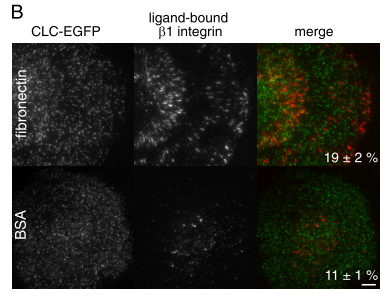 B
ligand-bound
CLC-EGFP β1 integrin merge
fibronectin
19 ± 2 %
BSA
11 ± 1 %